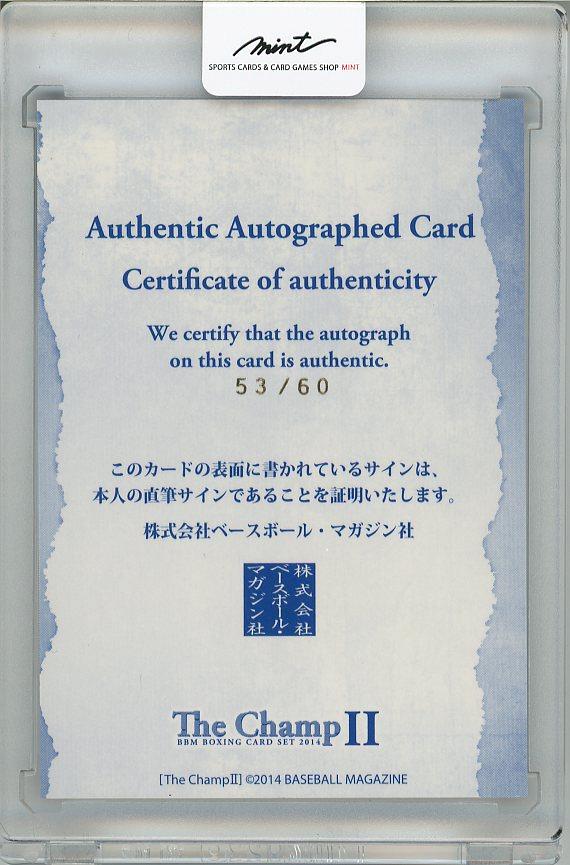 mint
SPORTS CARDS & CARD GAMES SHOP MINT
Authentic Autographed Card
Certificate of authenticity
We certify that the autograph
on this card is authentic.
53/60
このカードの表面に書かれているサインは、
本人の直筆サインであることを証明いたします。
株式会社ベースボール・マガジン社
株式会社
ベースボール・
マガジン社
The Champ II
BBM BOXING CARD SET 2014
[The ChampⅡ] ©2014 BASEBALL MAGAZINE